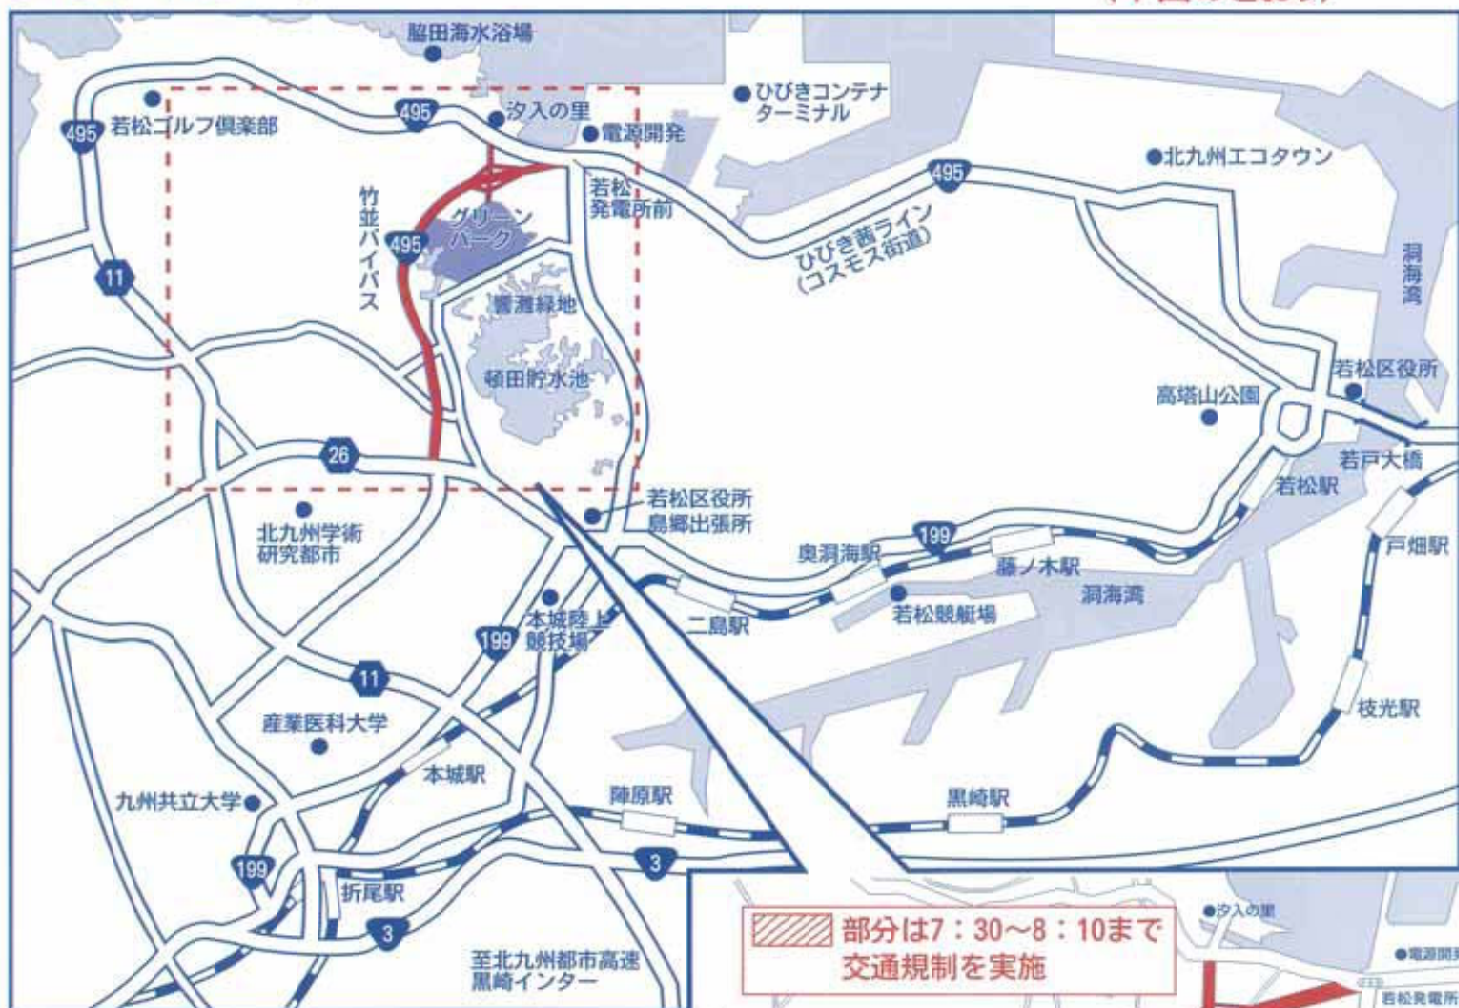 脇田海水浴場
ひびきコンテナ
ターミナル
495
汐入の里
若松ゴルフ倶楽部
495
電源開発
北九州エコタウン
495
若松
発電所前
竹並バイパス
グリーン
パーク
495
ひびき茜ライン
(コスモス街道)
洞海湾
11
響灘緑地
頓田貯水池
若松区役所
高塔山公園
26
若戸大橋
若松駅
若松区役所
島郷出張所
北九州学術
研究都市
199
奥洞海駅
藤ノ木駅
戸畑駅
本城陸上
競技場
二島駅
若松競艇場
洞海湾
199
11
枝光駅
産業医科大学
本城駅
九州共立大学
陣原駅
黒崎駅
199
3
折尾駅
3
至北九州都市高速
黒崎インター
部分は7:30~8:10まで
交通規制を実施
汐入の里
電源開発
若松発電所